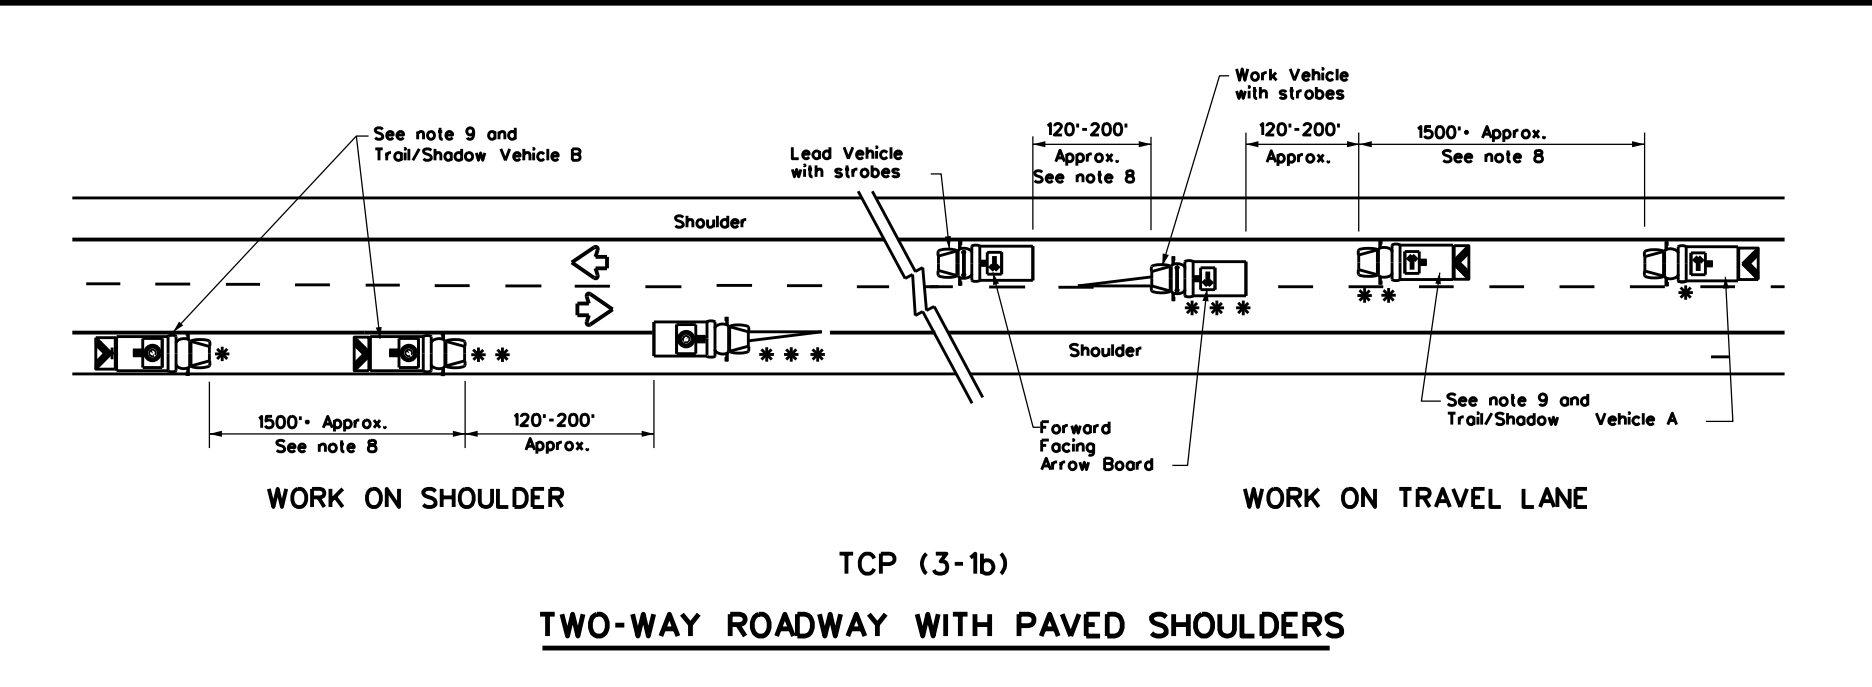 Work Vehicle
with strobes
See note 9 and
Trail/Shadow Vehicle B
Lead Vehicle
with strobes
120'-200'
Approx.
See note 8
120'-200'
Approx.
1500'• Approx.
See note 8
Shoulder
*
* *
* * *
* * *
* *
*
Shoulder
1500'• Approx.
See note 8
120'-200'
Approx.
Forward
Facing
Arrow Board
See note 9 and
Trail/Shadow Vehicle A
WORK ON SHOULDER
WORK ON TRAVEL LANE
TCP (3-1b)
TWO-WAY ROADWAY WITH PAVED SHOULDERS